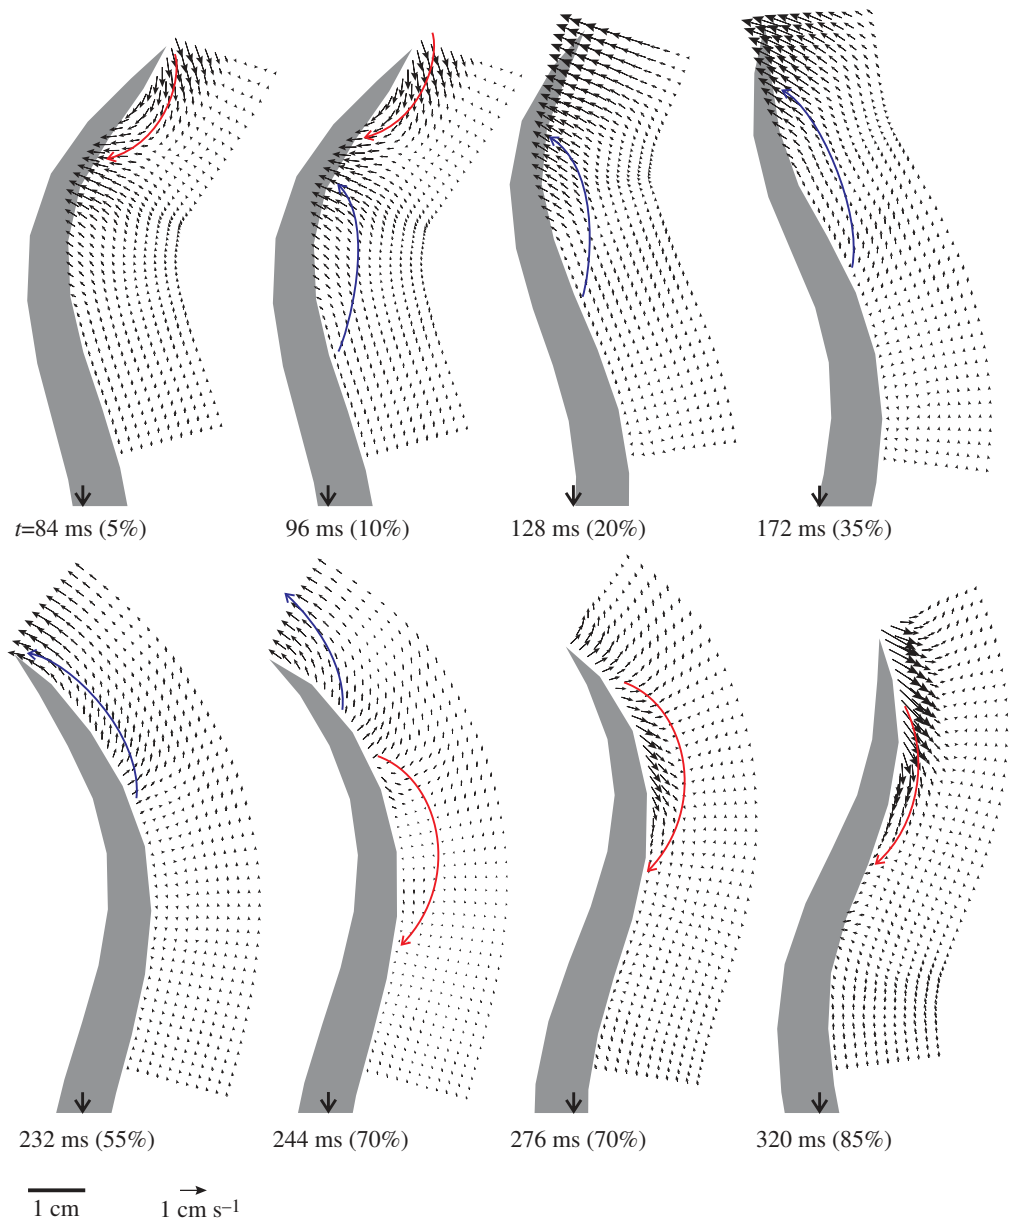 t=84 ms (5%)
96 ms (10%)
128 ms (20%)
172 ms (35%)
232 ms (55%)
244 ms (70%)
276 ms (70%)
320 ms (85%)
1 cm
1 cm s–1